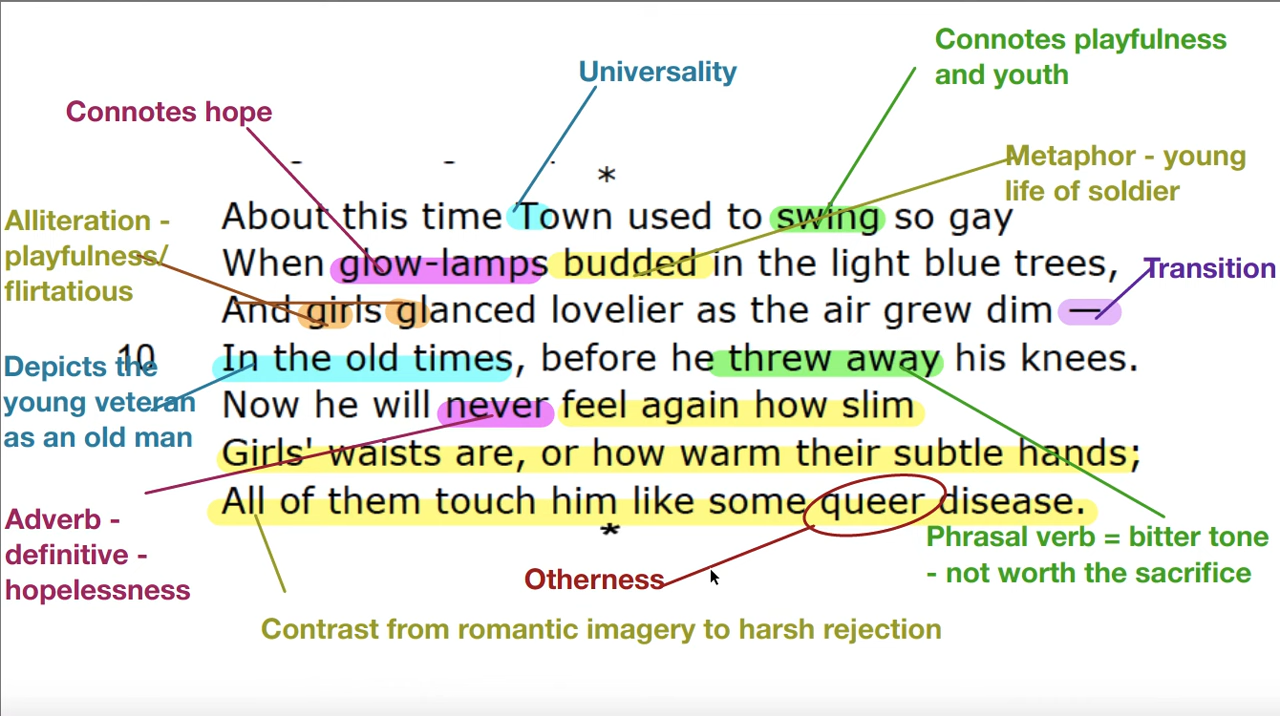 Connotes playfulness
and youth
Universality
Connotes hope
Metaphor - young
life of soldier
*
Alliteration -
playfulness/
flirtatious
About this time Town used to swing so gay
When glow-lamps budded in the light blue trees,
And girls glanced lovelier as the air grew dim —
Transition
10
In the old times, before he threw away his knees.
Depicts the
young veteran
as an old man
Now he will never feel again how slim
Girls' waists are, or how warm their subtle hands;
All of them touch him like some queer disease.
*
Adverb -
definitive -
hopelessness
Phrasal verb = bitter tone
- not worth the sacrifice
Otherness
Contrast from romantic imagery to harsh rejection